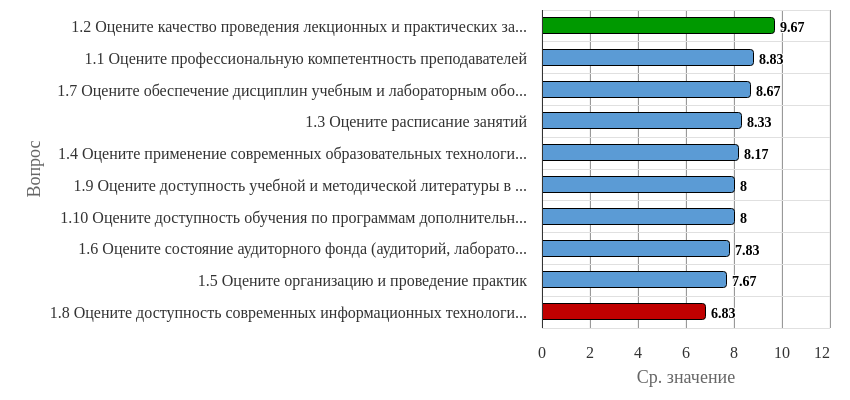 1.2 Оцените качество проведения лекционных и практических за... 9.67
1.1 Оцените профессиональную компетентность преподавателей 8.83
1.7 Оцените обеспечение дисциплин учебным и лабораторным обо... 8.67
1.3 Оцените расписание занятий 8.33
1.4 Оцените применение современных образовательных технологи... 8.17
1.9 Оцените доступность учебной и методической литературы в ... 8
1.10 Оцените доступность обучения по программам дополнительн... 8
1.6 Оцените состояние аудиторного фонда (аудиторий, лаборато... 7.83
1.5 Оцените организацию и проведение практик 7.67
1.8 Оцените доступность современных информационных технологи... 6.83
Вопрос
0 2 4 6 8 10 12
Ср. значение